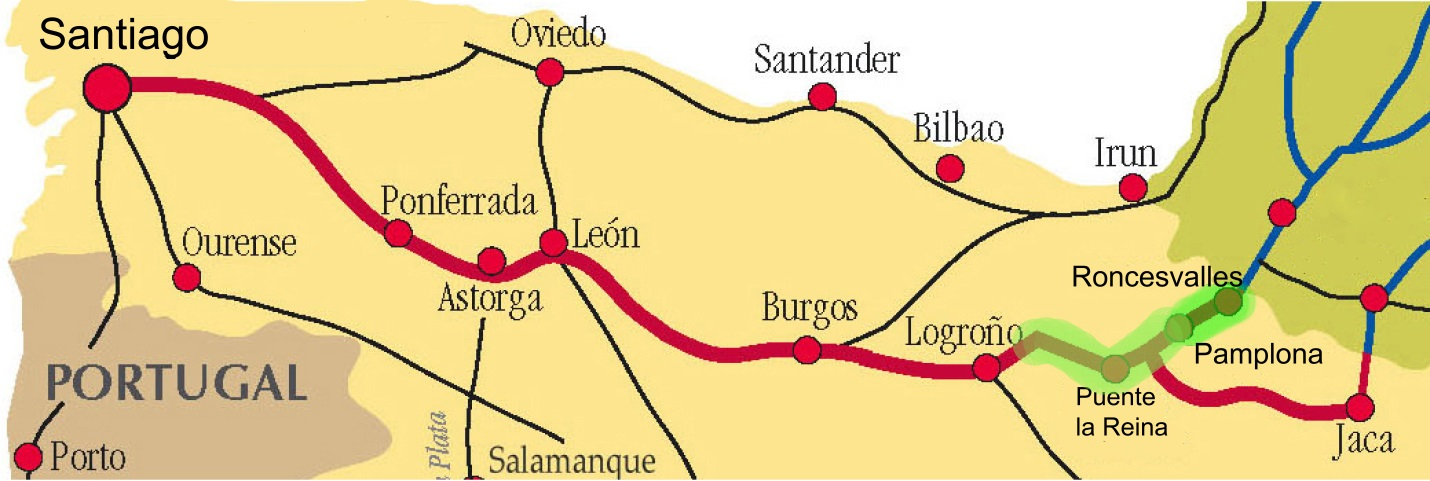 Santiago
Oviedo
Santander
Bilbao
Irun
Ponferrada
León
Ourense
Astorga
Roncesvalles
Burgos
Logroño
Pamplona
PORTUGAL
Puente
la Reina
Jaca
Porto
Plata
Salamanque